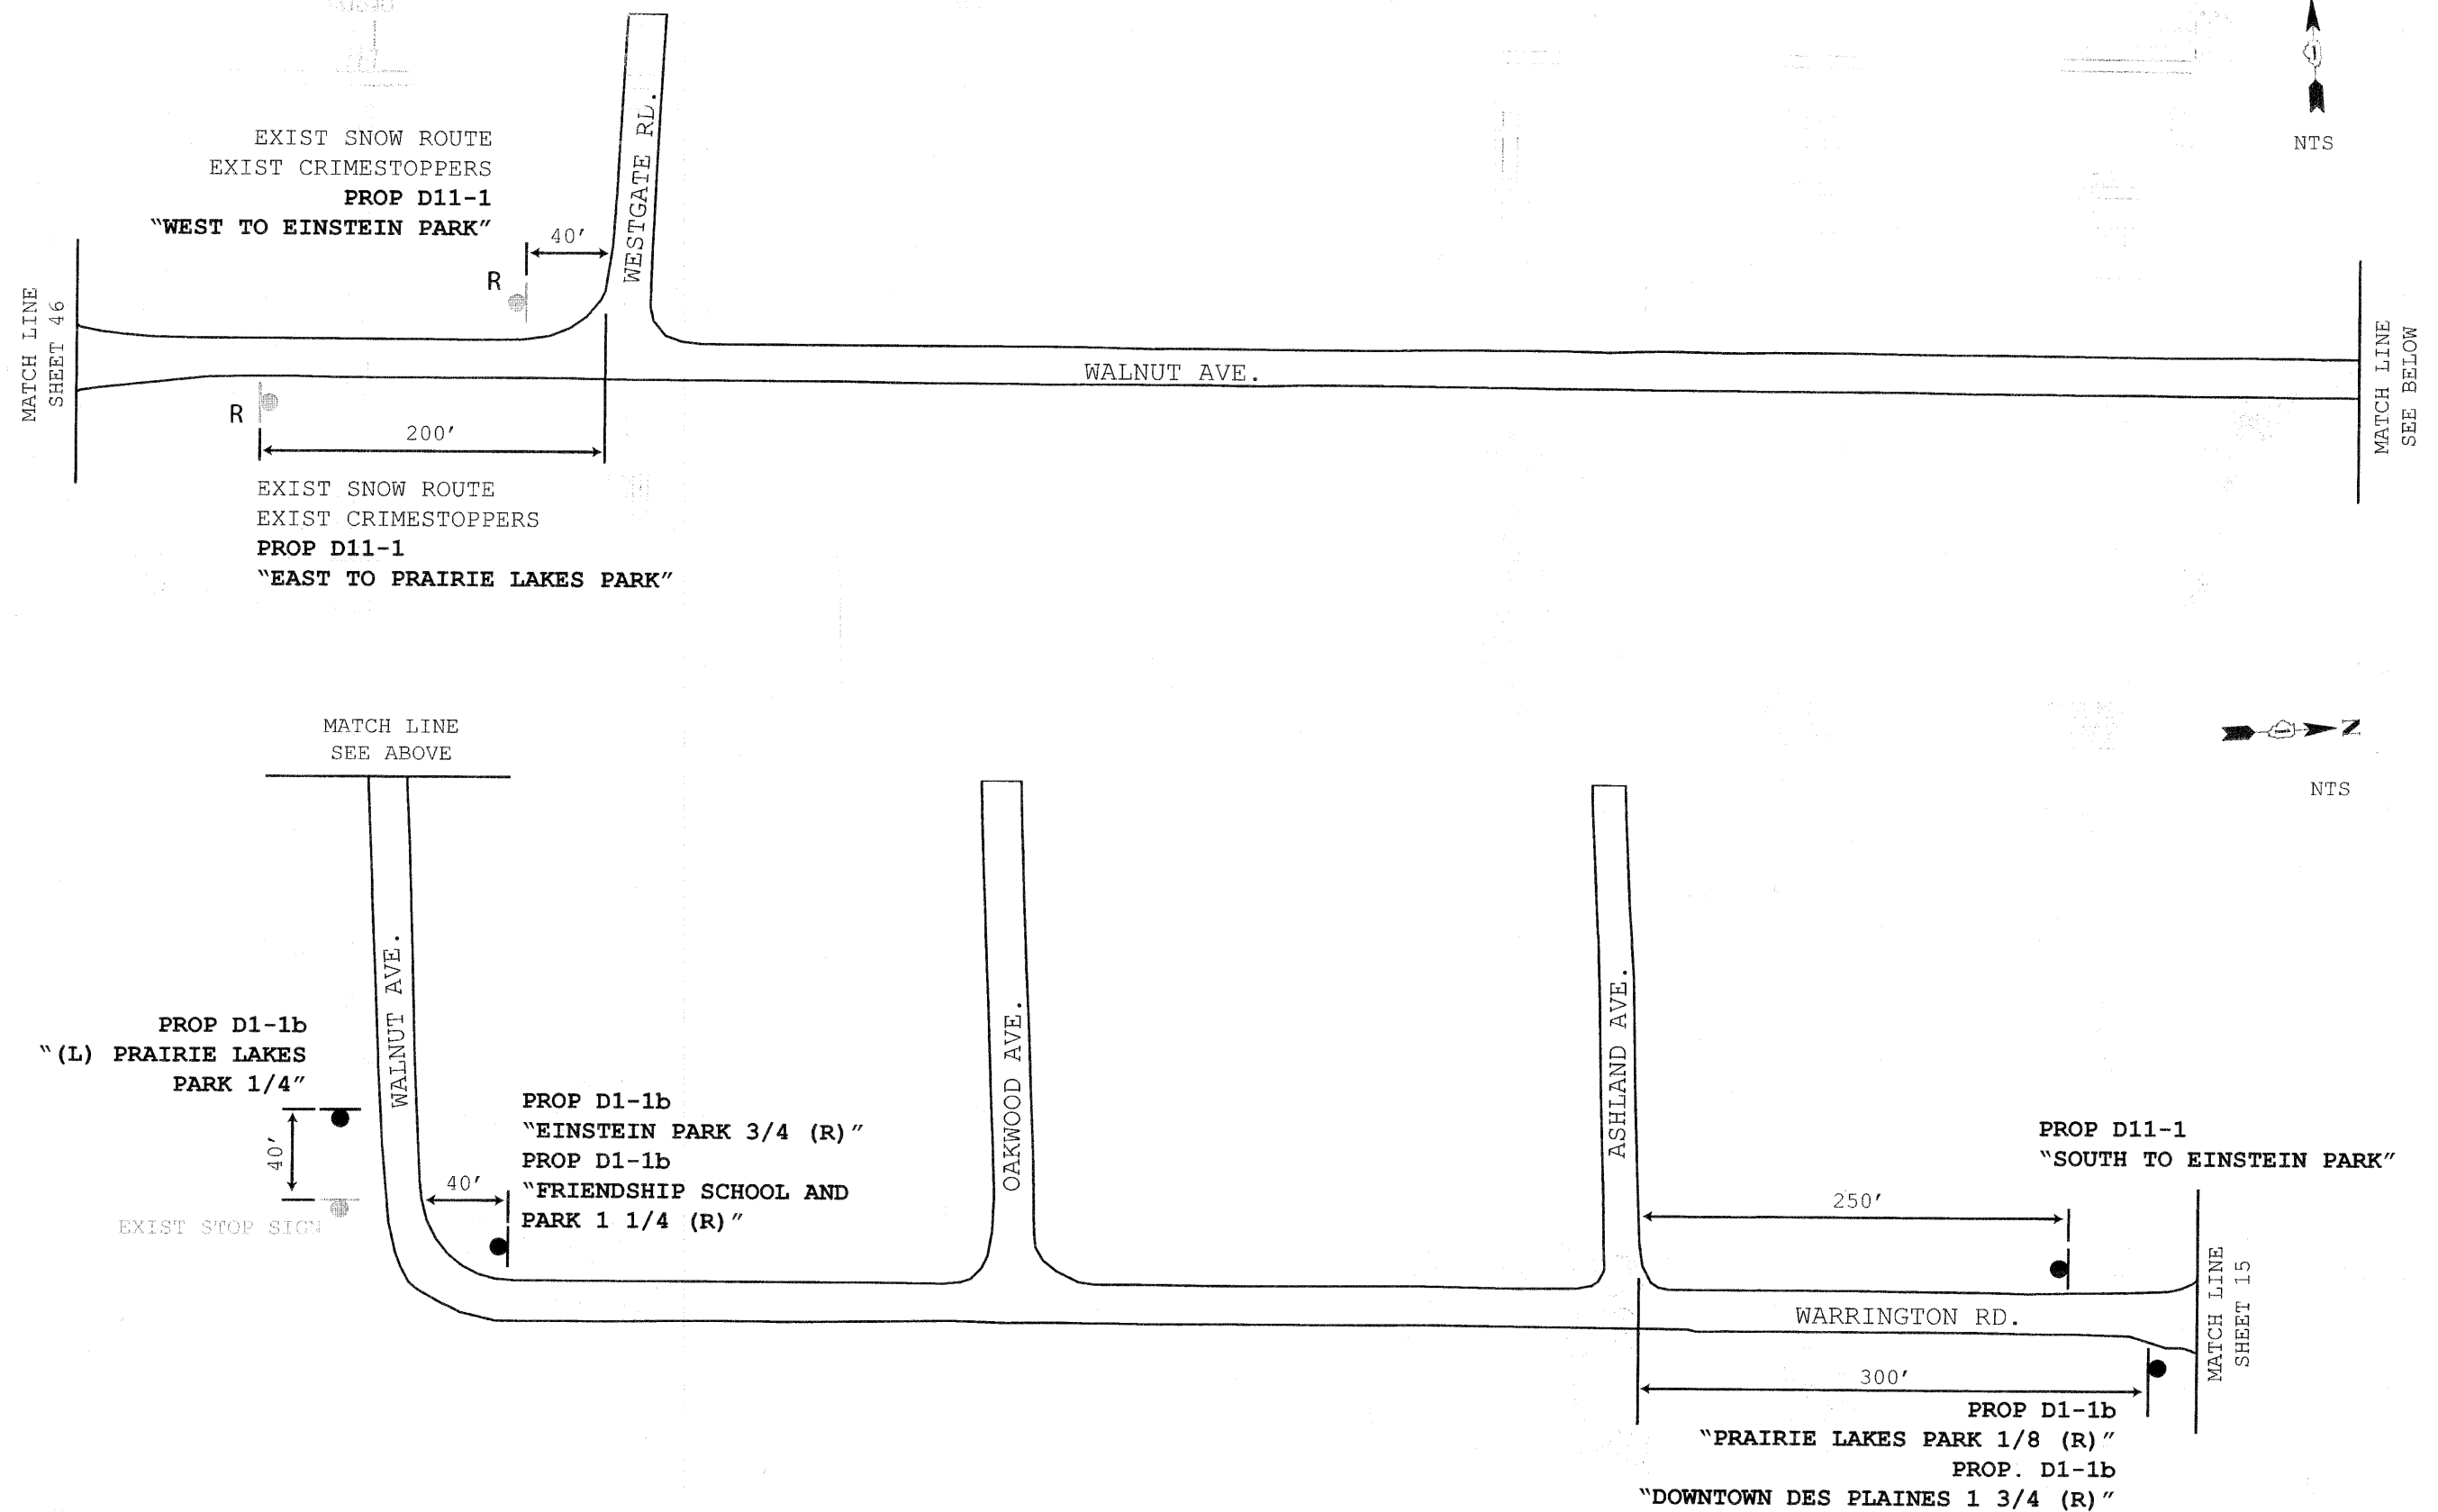 EXIST SNOW ROUTE
EXIST CRIMESTOPPERS
PROP D11-1
"WEST TO EINSTEIN PARK"
40'
R
WESTGATE RD.
NTS
MATCH LINE
SHEET 46
WALNUT AVE.
MATCH LINE
SEE BELOW
R
200'
EXIST SNOW ROUTE
EXIST CRIMESTOPPERS
PROP D11-1
"EAST TO PRAIRIE LAKES PARK"
MATCH LINE
SEE ABOVE
N
NTS
WALNUT AVE.
OAKWOOD AVE.
ASHLAND AVE.
PROP D1-1b
"(L) PRAIRIE LAKES
PARK 1/4"
40'
EXIST STOP SIGN
40'
PROP D1-1b
"EINSTEIN PARK 3/4 (R)"
PROP D1-1b
"FRIENDSHIP SCHOOL AND
PARK 1 1/4 (R)"
PROP D11-1
"SOUTH TO EINSTEIN PARK"
250'
WARRINGTON RD.
MATCH LINE
SHEET 15
300'
PROP D1-1b
"PRAIRIE LAKES PARK 1/8 (R)"
PROP. D1-1b
"DOWNTOWN DES PLAINES 1 3/4 (R)"